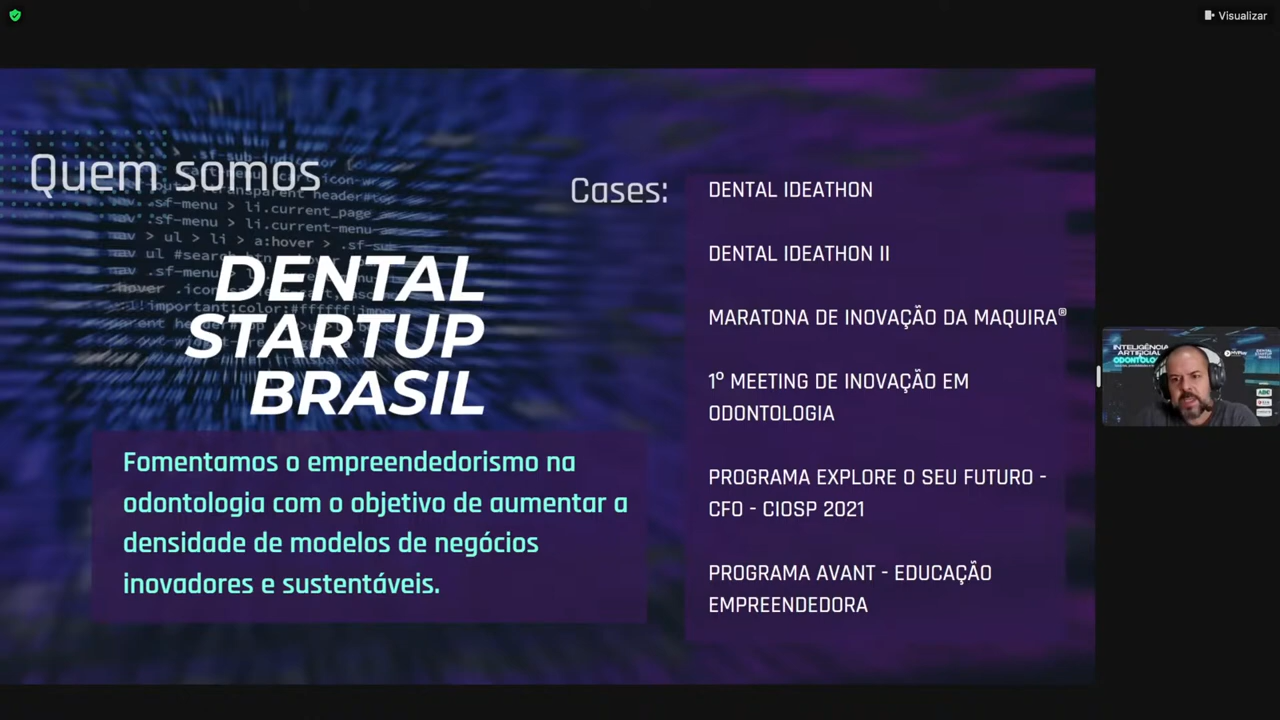 Visualizar
Quem somos
DENTAL
STARTUP
BRASIL
Fomentamos o empreendedorismo na
odontologia com o objetivo de aumentar a
densidade de modelos de negócios
inovadores e sustentáveis.
Cases:
DENTAL IDEATHON
DENTAL IDEATHON II
MARATONA DE INOVAÇÃO DA MAQUIRA®
1º MEETING DE INOVAÇÃO EM
ODONTOLOGIA
PROGRAMA EXPLORE O SEU FUTURO -
CFO - CIOSP 2021
PROGRAMA AVANT - EDUCAÇÃO
EMPREENDEDORA
INTELIGÊNCIA
ARTIFICIAL